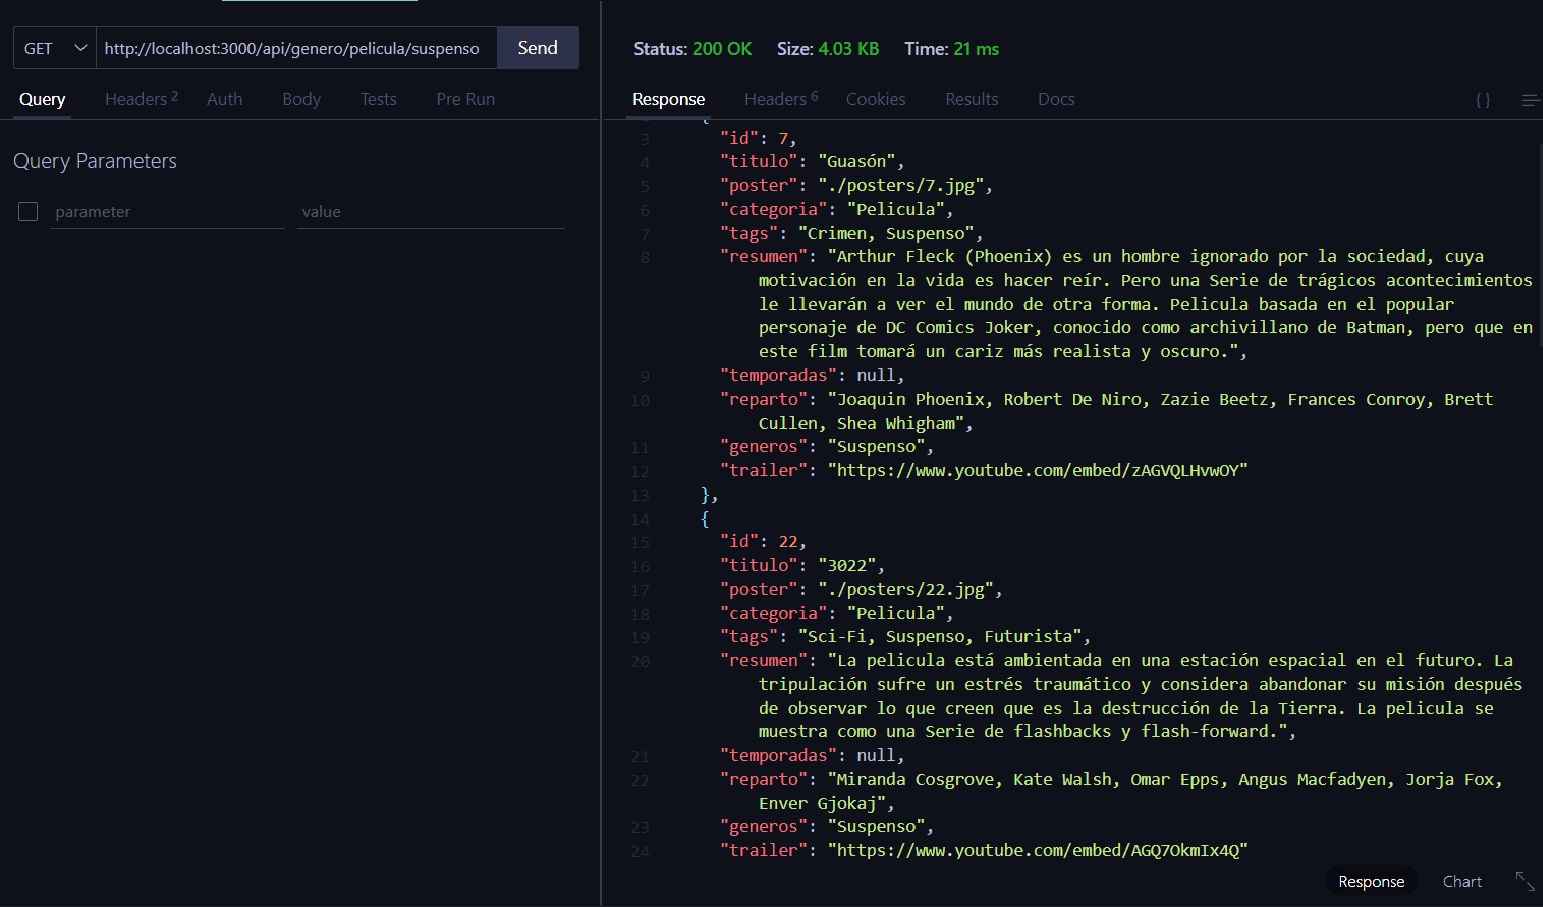 GET http://localhost:3000/api/genero/pelicula/suspenso Send
Query Headers 2 Auth Body Tests Pre Run
Query Parameters
parameter value
Status: 200 OK Size: 4.03 KB Time: 21 ms
Response Headers 6 Cookies Results Docs { }
{
3 "id": 7,
4 "titulo": "Guasón",
5 "poster": "./posters/7.jpg",
6 "categoria": "Pelicula",
7 "tags": "Crimen, Suspenso",
8 "resumen": "Arthur Fleck (Phoenix) es un hombre ignorado por la sociedad, cuya
motivación en la vida es hacer reír. Pero una Serie de trágicos acontecimientos
le llevarán a ver el mundo de otra forma. Pelicula basada en el popular
personaje de DC Comics Joker, conocido como archivillano de Batman, pero que en
este film tomará un cariz más realista y oscuro.",
9 "temporadas": null,
10 "reparto": "Joaquin Phoenix, Robert De Niro, Zazie Beetz, Frances Conroy, Brett
Cullen, Shea Whigham",
11 "generos": "Suspenso",
12 "trailer": "https://www.youtube.com/embed/zAGVQLHvwOY"
13 },
14 {
15 "id": 22,
16 "titulo": "3022",
17 "poster": "./posters/22.jpg",
18 "categoria": "Pelicula",
19 "tags": "Sci-Fi, Suspenso, Futurista",
20 "resumen": "La pelicula está ambientada en una estación espacial en el futuro. La
tripulación sufre un estrés traumático y considera abandonar su misión después
de observar lo que creen que es la destrucción de la Tierra. La pelicula se
muestra como una Serie de flashbacks y flash-forward.",
21 "temporadas": null,
22 "reparto": "Miranda Cosgrove, Kate Walsh, Omar Epps, Angus Macfadyen, Jorja Fox,
Enver Gjokaj",
23 "generos": "Suspenso",
24 "trailer": "https://www.youtube.com/embed/AGQ7OkmIx4Q"
Response Chart